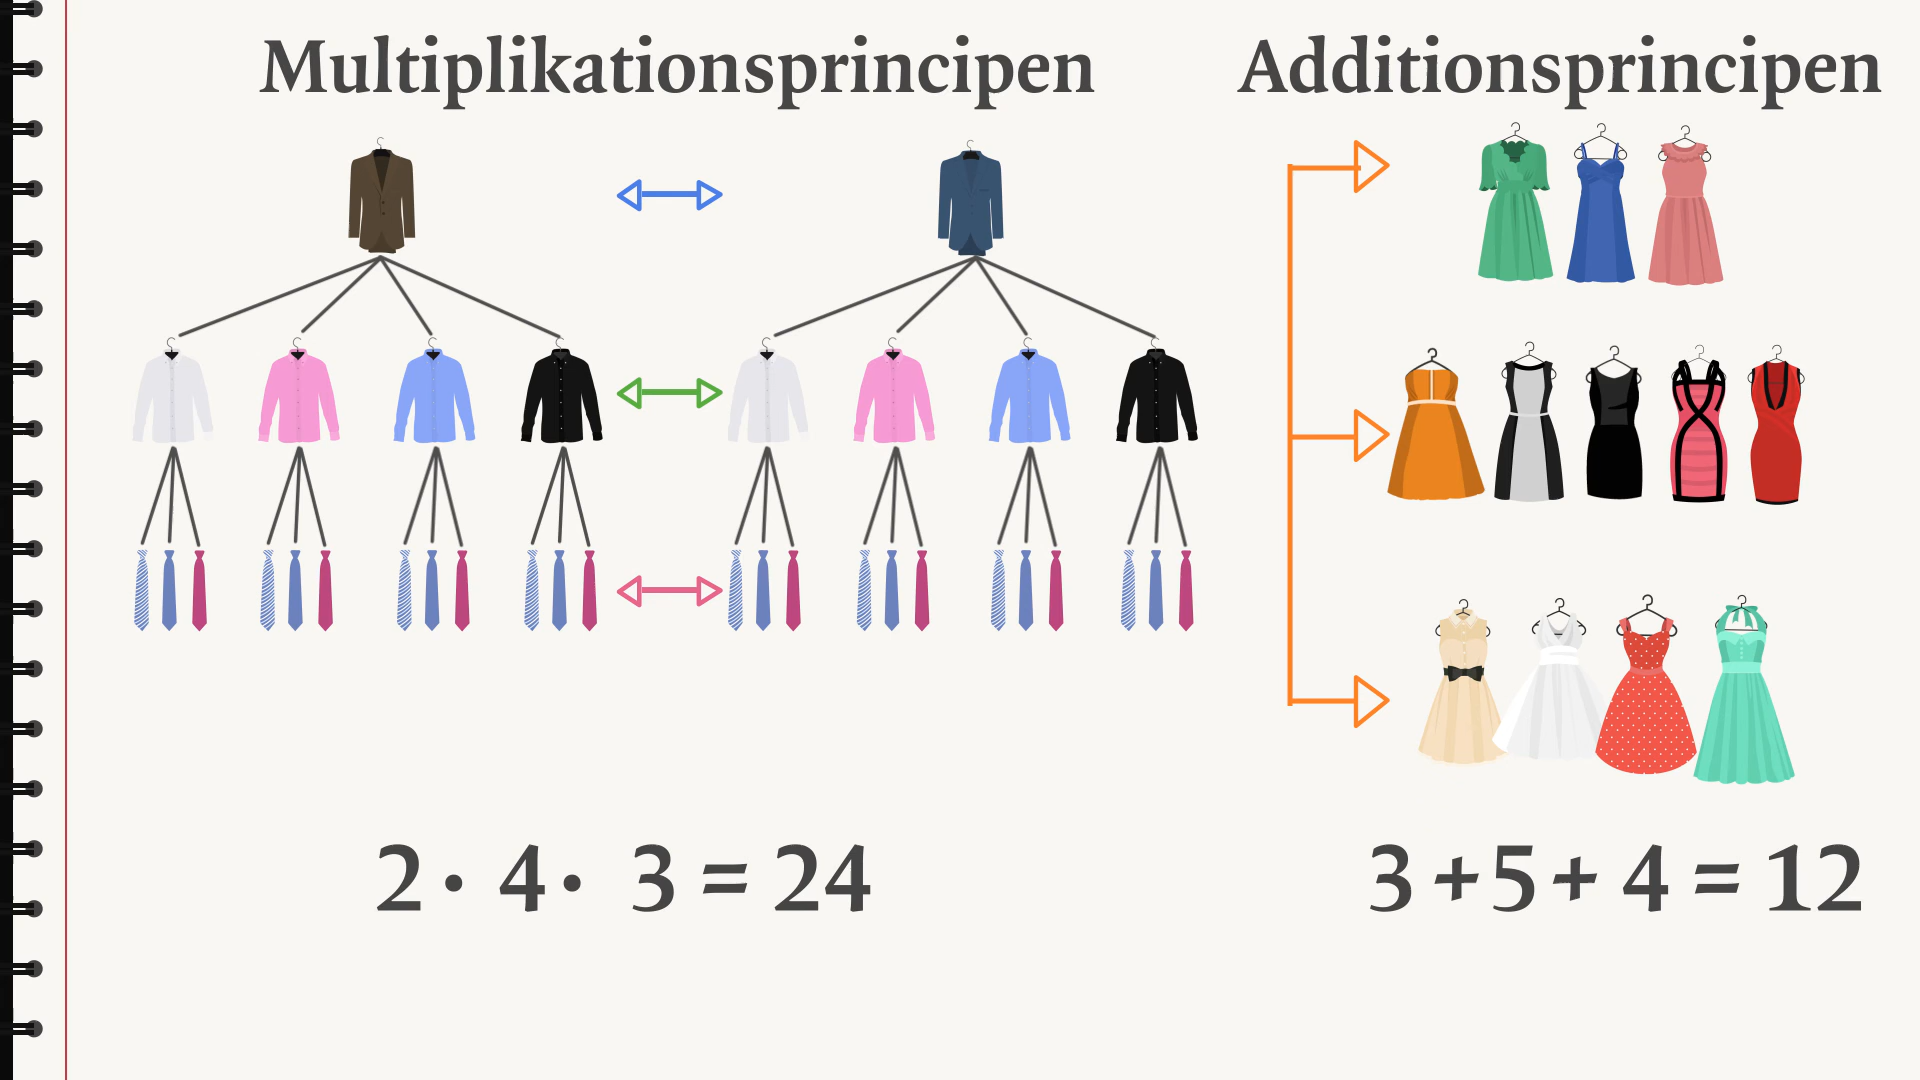 Multiplikationsprincipen
Additionsprincipen
2 · 4 · 3 = 24
3 + 5 + 4 = 12